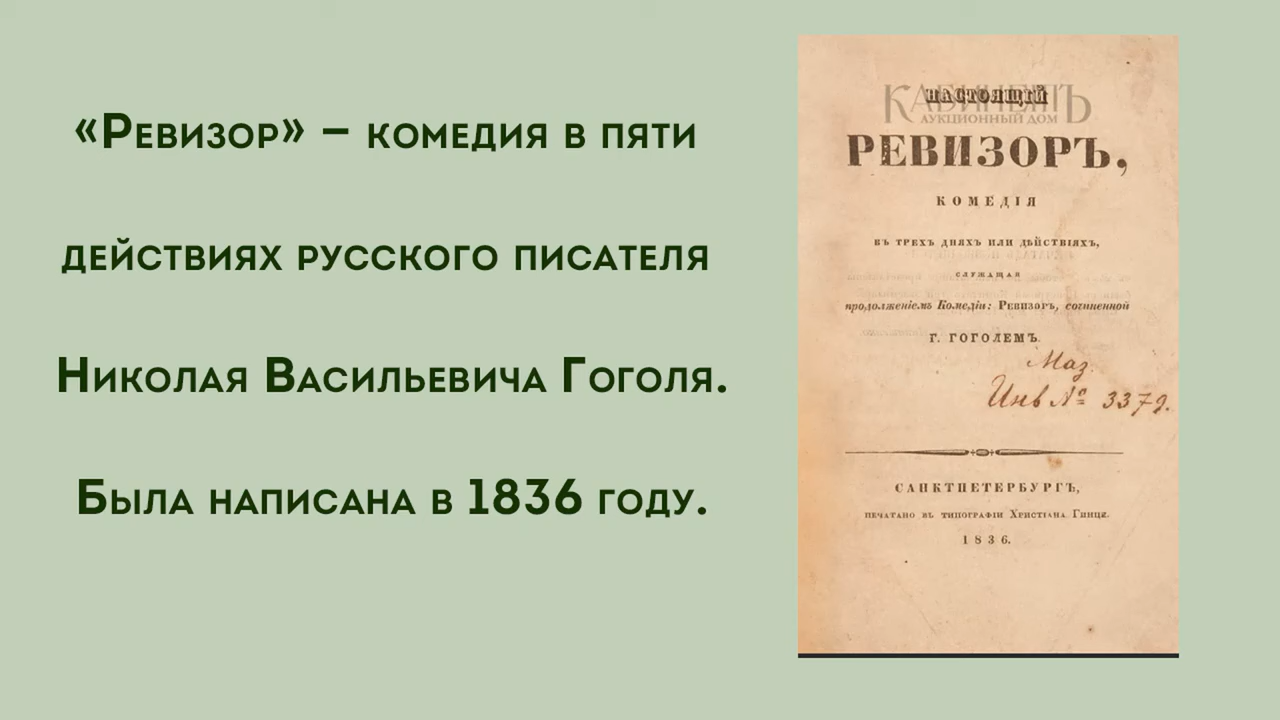 «Ревизор» – комедия в пяти
действиях русского писателя
Николая Васильевича Гоголя.
Была написана в 1836 году.
КАБИНЕТЪ
АУКЦИОННЫЙ ДОМ
НАСТОЯЩІЙ
РЕВИЗОРЪ,
КОМЕДІЯ
ВЪ ТРЕХЪ ДНЯХЪ ИЛИ ДѢЙСТВІЯХЪ,
СЛУЖАЩАЯ
продолженіемъ Комедіи: Ревизоръ, сочиненной
Г. ГОГОЛЕМЪ.
Маз.
Инв № 3379.
САНКТПЕТЕРБУРГЪ,
ПЕЧАТАНО ВЪ ТИПОГРАФІИ ХРИСТІАНА ГИНЦЕ.
1836.